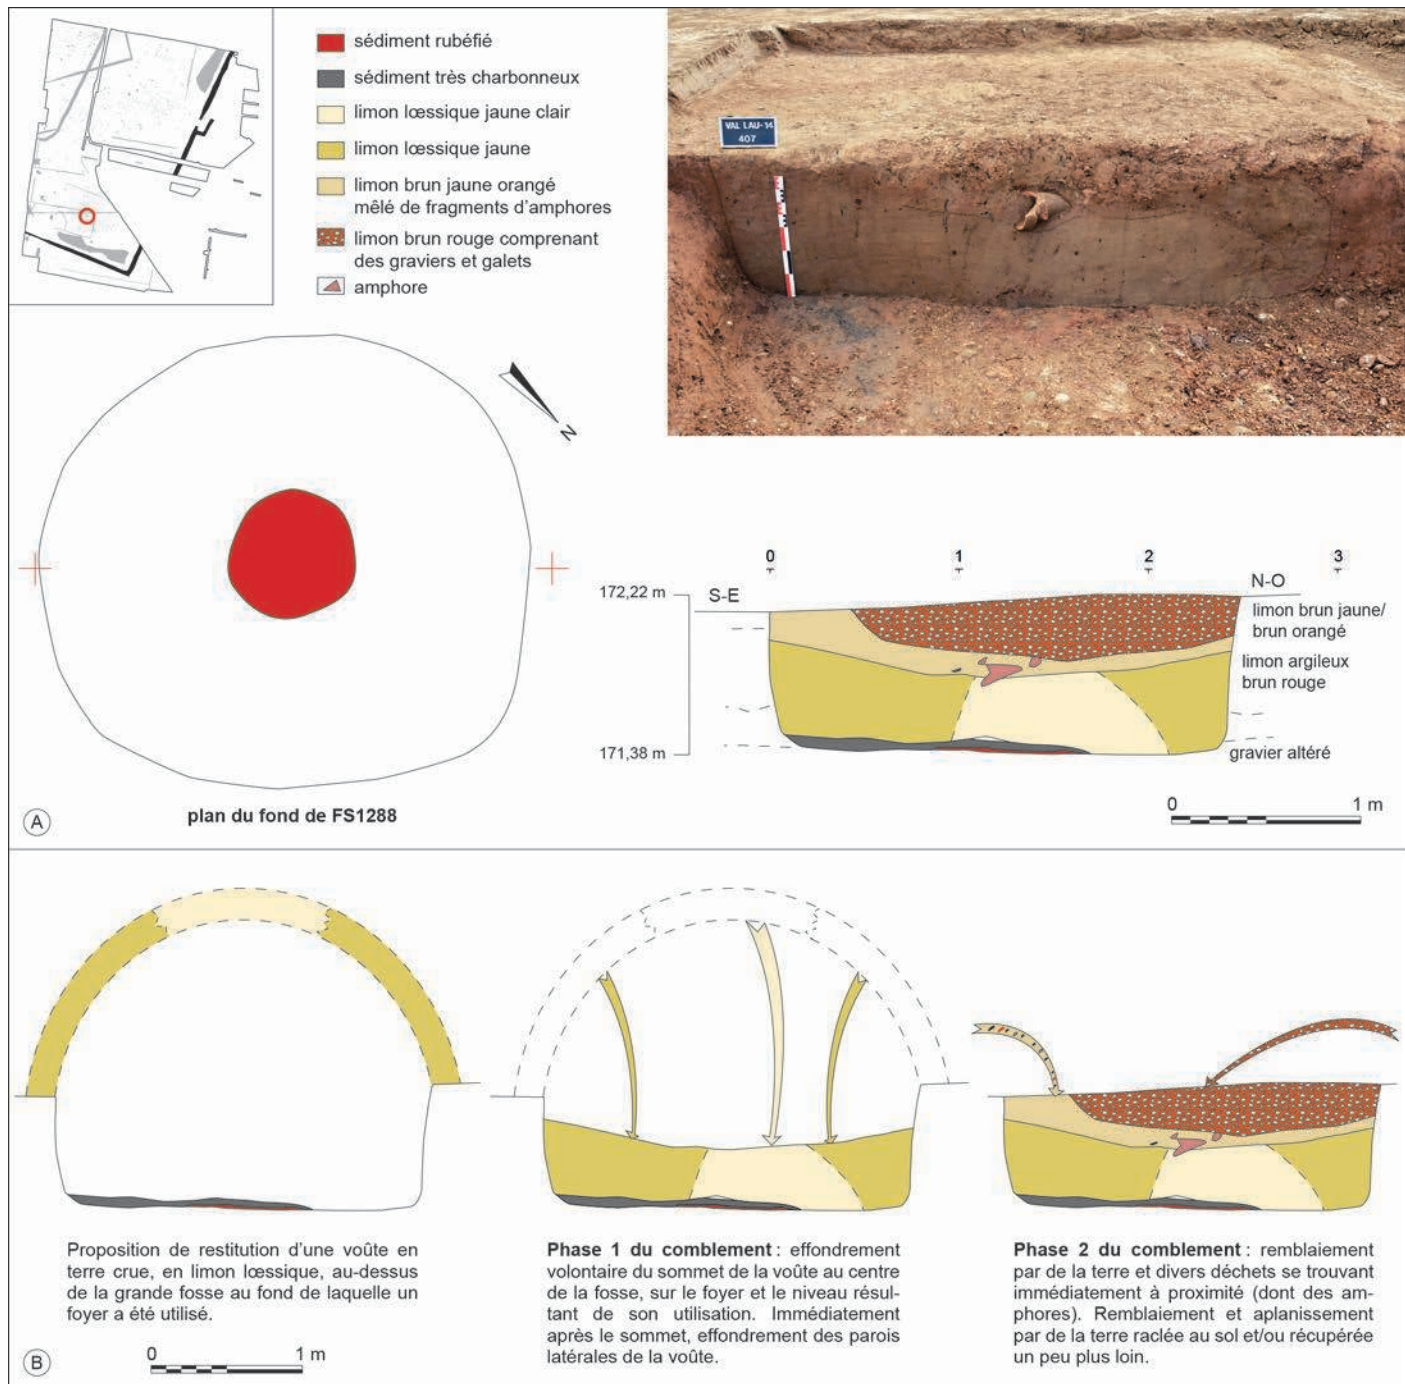 sédiment rubéfié
sédiment très charbonneux
limon lœssique jaune clair
limon lœssique jaune
limon brun jaune orangé
mêlé de fragments d'amphores
limon brun rouge comprenant
des graviers et galets
amphore
VAL LAU-14
407
N
plan du fond de FS1288
A
0 1 2 3
172,22 m
S-E
N-O
limon brun jaune/
brun orangé
limon argileux
brun rouge
171,38 m
gravier altéré
0 1 m
Proposition de restitution d'une voûte en
terre crue, en limon lœssique, au-dessus
de la grande fosse au fond de laquelle un
foyer a été utilisé.
B
0 1 m
Phase 1 du comblement : effondrement
volontaire du sommet de la voûte au centre
de la fosse, sur le foyer et le niveau résul-
tant de son utilisation. Immédiatement
après le sommet, effondrement des parois
latérales de la voûte.
Phase 2 du comblement : remblaiement
par de la terre et divers déchets se trouvant
immédiatement à proximité (dont des am-
phores). Remblaiement et aplanissement
par de la terre raclée au sol et/ou récupérée
un peu plus loin.